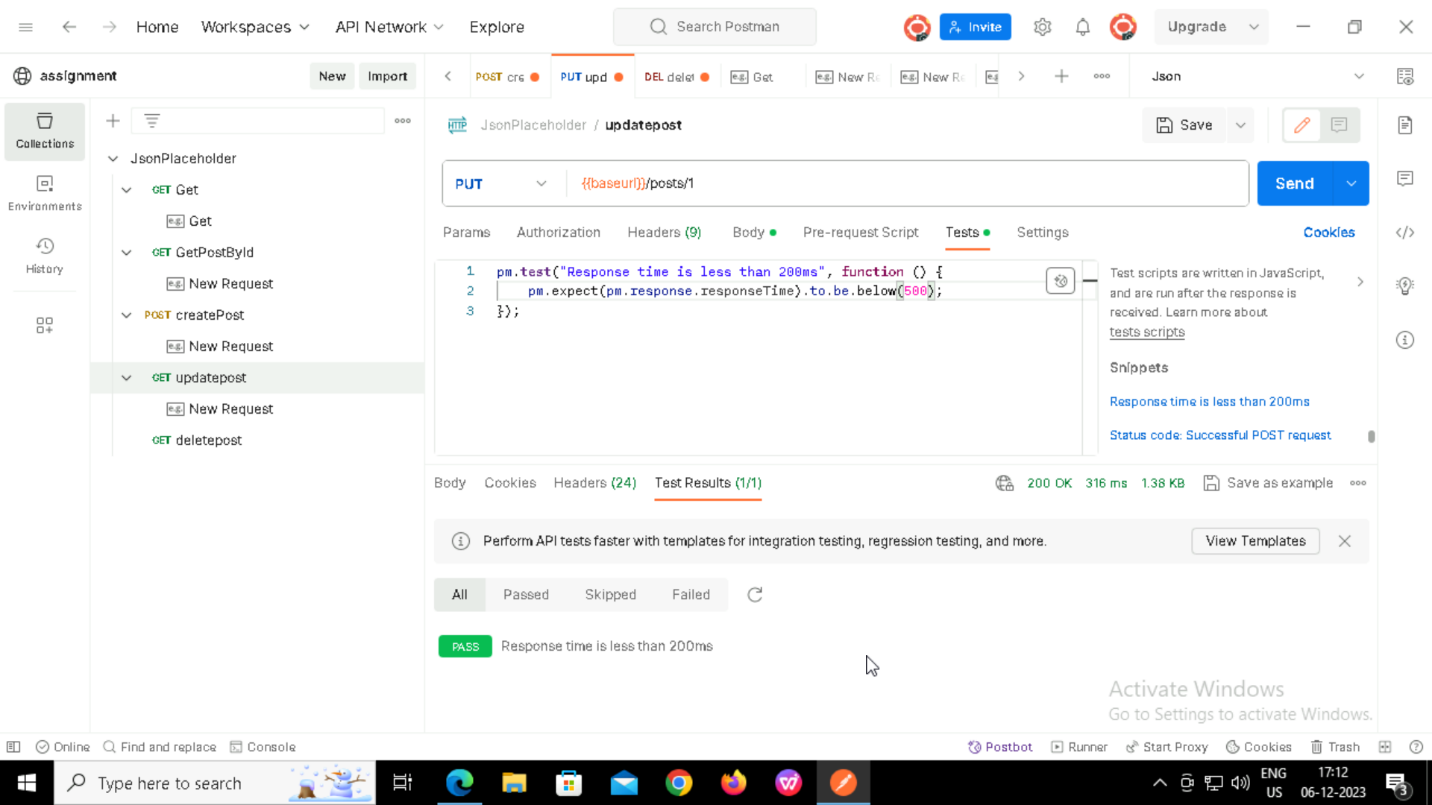 Home Workspaces API Network Explore Search Postman Invite Upgrade
assignment New Import POST cre PUT upd DEL delet e.g. Get e.g. New Re e.g. New Re e.g. Json
Collections
Environments
History
JsonPlaceholder
GET Get
e.g. Get
GET GetPostById
e.g. New Request
POST createPost
e.g. New Request
GET updatepost
e.g. New Request
GET deletepost
HTTP JsonPlaceholder / updatepost Save
PUT {{baseurl}}/posts/1 Send
Params Authorization Headers (9) Body Pre-request Script Tests Settings Cookies
1 pm.test("Response time is less than 200ms", function () {
2 pm.expect(pm.response.responseTime).to.be.below(500);
3 });
Test scripts are written in JavaScript,
and are run after the response is
received. Learn more about
tests scripts
Snippets
Response time is less than 200ms
Status code: Successful POST request
Body Cookies Headers (24) Test Results (1/1) 200 OK 316 ms 1.38 KB Save as example
Perform API tests faster with templates for integration testing, regression testing, and more. View Templates
All Passed Skipped Failed
PASS Response time is less than 200ms
Activate Windows
Go to Settings to activate Windows.
Online Find and replace Console Postbot Runner Start Proxy Cookies Trash
Type here to search
ENG
US
17:12
06-12-2023
3